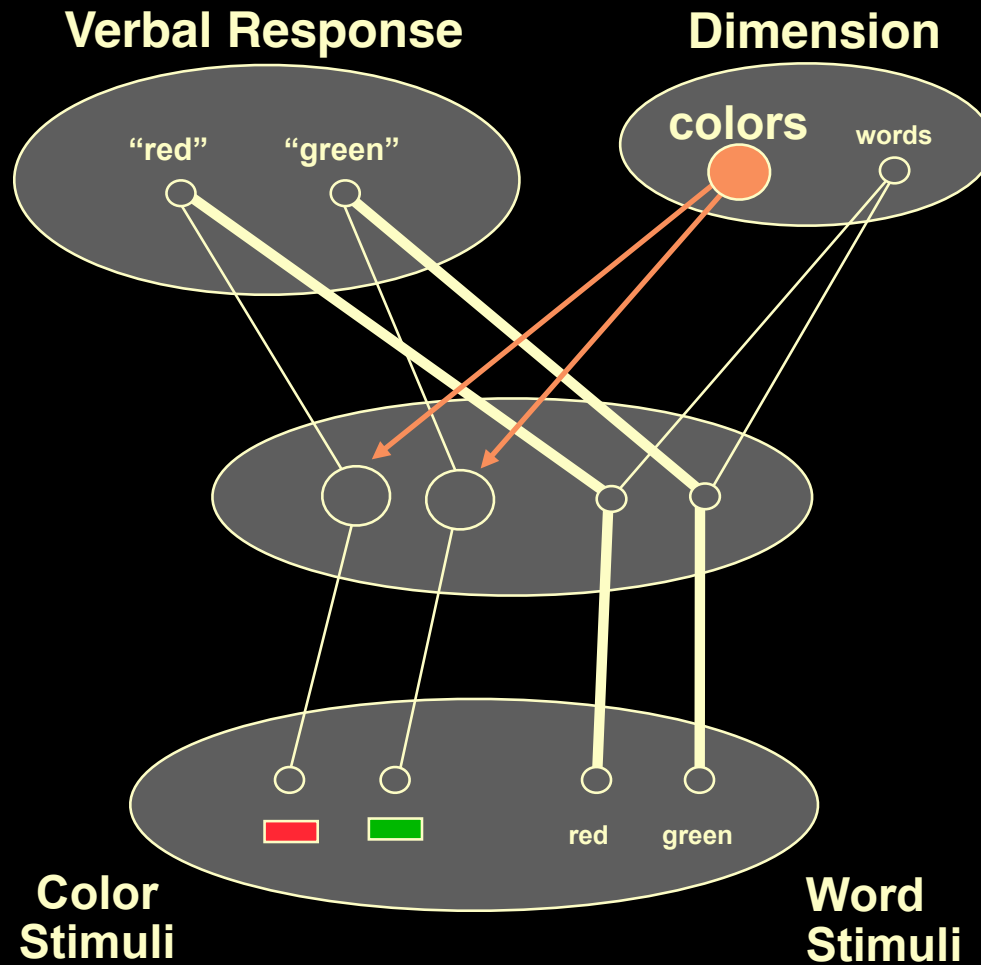 Verbal Response
Dimension
colors
words
“red”
“green”
red
green
Color
Stimuli
Word
Stimuli